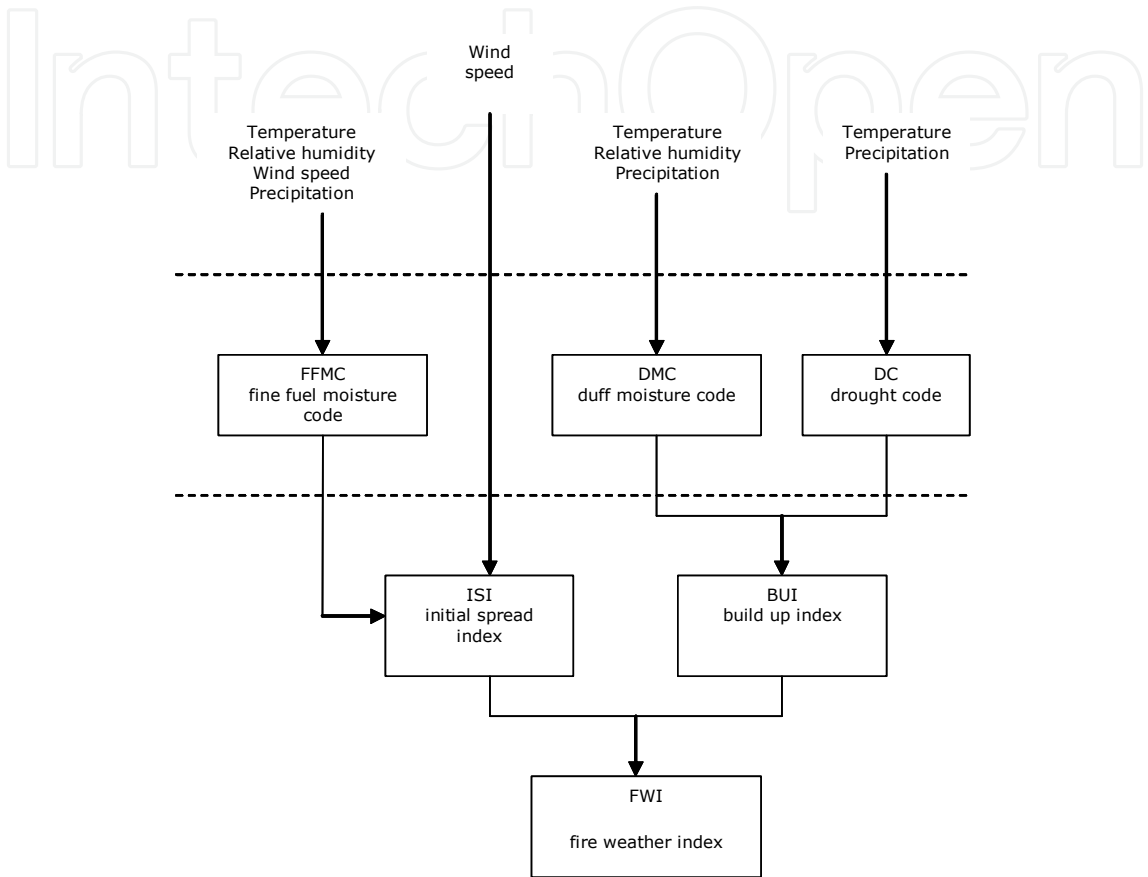 IntechOpen
Wind
speed
Temperature
Relative humidity
Wind speed
Precipitation
Temperature
Relative humidity
Precipitation
Temperature
Precipitation
FFMC
fine fuel moisture
code
DMC
duff moisture code
DC
drought code
ISI
initial spread
index
BUI
build up index
FWI
fire weather index